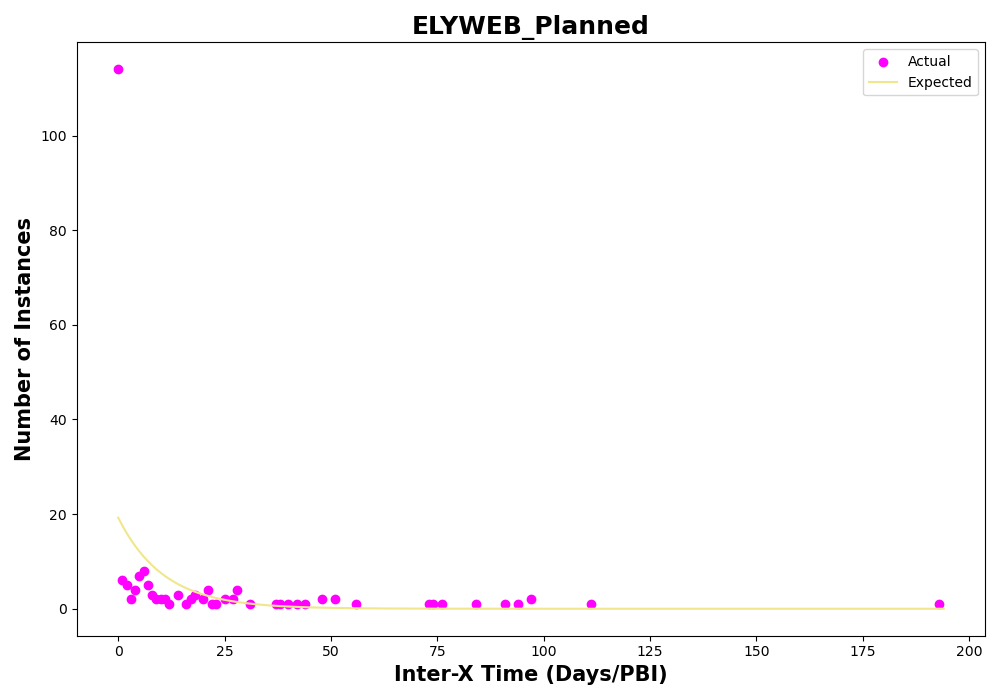 ELYWEB_Planned
Actual
Expected
Number of Instances
100
80
60
40
20
0
0 25 50 75 100 125 150 175 200
Inter-X Time (Days/PBI)